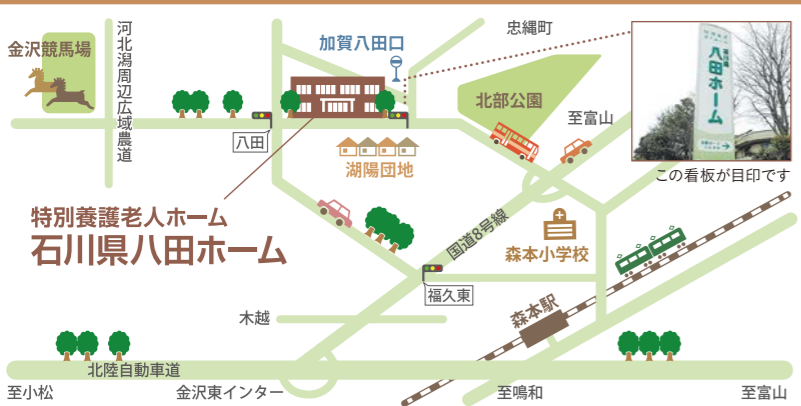 忠縄町
金沢競馬場
河北潟周辺広域農道
加賀八田口
八田ホーム
北部公園
至富山
八田
湖陽団地
この看板が目印です
特別養護老人ホーム
石川県八田ホーム
国道8号線
森本小学校
福久東
木越
森本駅
北陸自動車道
至小松
金沢東インター
至鳴和
至富山